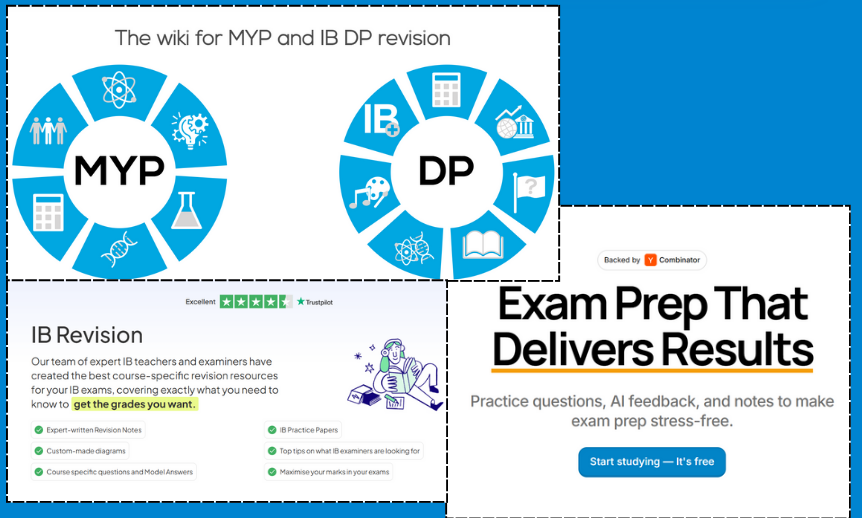 The wiki for MYP and IB DP revision
MYP
IB
DP
?
Excellent
Trustpilot
IB Revision
Our team of expert IB teachers and examiners have
created the best course-specific revision resources
for your IB exams, covering exactly what you need to
know to get the grades you want.
Expert-written Revision Notes
IB Practice Papers
Custom-made diagrams
Top tips on what IB examiners are looking for
Course specific questions and Model Answers
Maximise your marks in your exams
Backed by Y Combinator
Exam Prep That
Delivers Results
Practice questions, AI feedback, and notes to make
exam prep stress-free.
Start studying — It's free